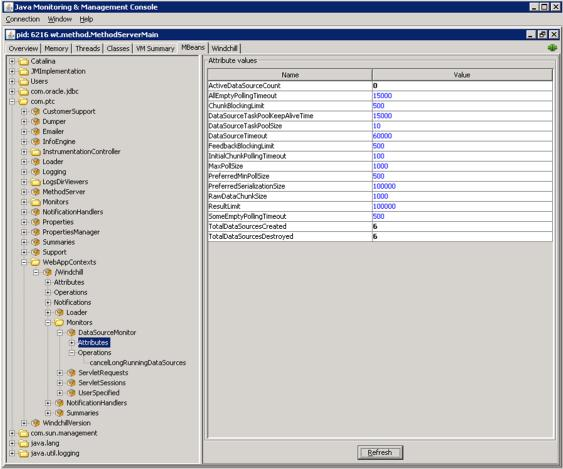 Java Monitoring & Management Console
Connection Window Help
pid: 6216 wt.method.MethodServerMain
Overview Memory Threads Classes VM Summary MBeans Windchill
Catalina
JMImplementation
Users
com.oracle.jdbc
com.ptc
CustomerSupport
Dumper
Emailer
InfoEngine
InstrumentationController
Loader
Logging
LogsDirViewers
MethodServer
Monitors
NotificationHandlers
Properties
PropertiesManager
Summaries
Support
WebAppContexts
/Windchill
Attributes
Operations
Notifications
Loader
Monitors
DataSourceMonitor
Attributes
Operations
cancelLongRunningDataSources
ServletRequests
ServletSessions
UserSpecified
NotificationHandlers
Summaries
WindchillVersion
com.sun.management
java.lang
java.util.logging
Attribute values
Name Value
ActiveDataSourceCount 0
AllEmptyPollingTimeout 15000
ChunkBlockingLimit 500
DataSourceTaskPoolKeepAliveTime 15000
DataSourceTaskPoolSize 10
DataSourceTimeout 60000
FeedbackBlockingLimit 500
InitialChunkPollingTimeout 100
MaxPollSize 1000
PreferredMinPollSize 500
PreferredSerializationSize 100000
RawDataChunkSize 1000
ResultLimit 100000
SomeEmptyPollingTimeout 500
TotalDataSourcesCreated 6
TotalDataSourcesDestroyed 6
Refresh